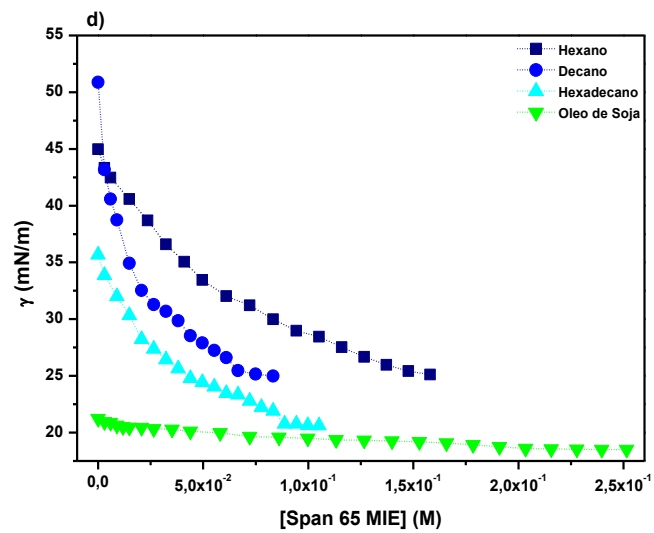 d)
55
50
45
40
35
30
25
20
γ (mN/m)
Hexano
Decano
Hexadecano
Oleo de Soja
0,0 5,0x10⁻² 1,0x10⁻¹ 1,5x10⁻¹ 2,0x10⁻¹ 2,5x10⁻¹
[Span 65 MIE] (M)